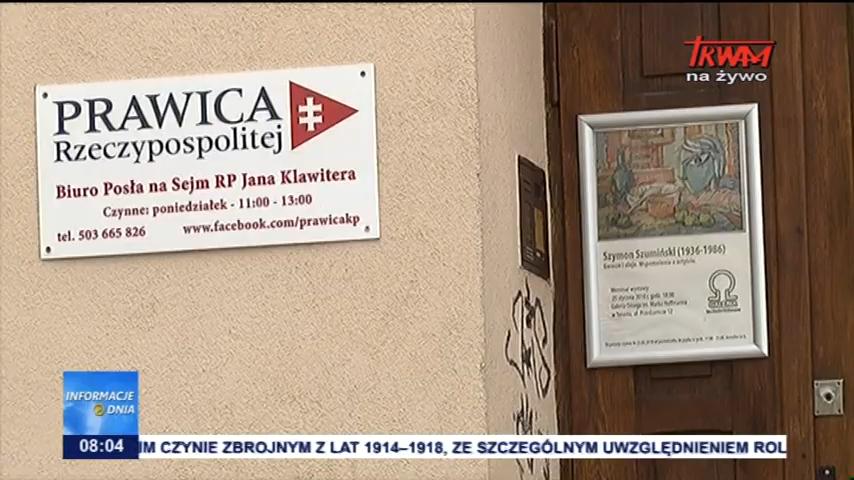 TRWAM
na żywo
PRAWICA
RZECZYPOSPOLITEJ
BIURO POSŁA NA SEJM RP JANA KLAWITERA
CZYNNE: poniedziałek - 11:00 - 13:00
tel. 503 665 826 www.facebook.com/prawicakp
Szymon Szumiński (1936-1986)
INFORMACJE
DNIA
08:04 IM CZYNIE ZBROJNYM Z LAT 1914–1918, ZE SZCZEGÓLNYM UWZGLĘDNIENIEM ROL